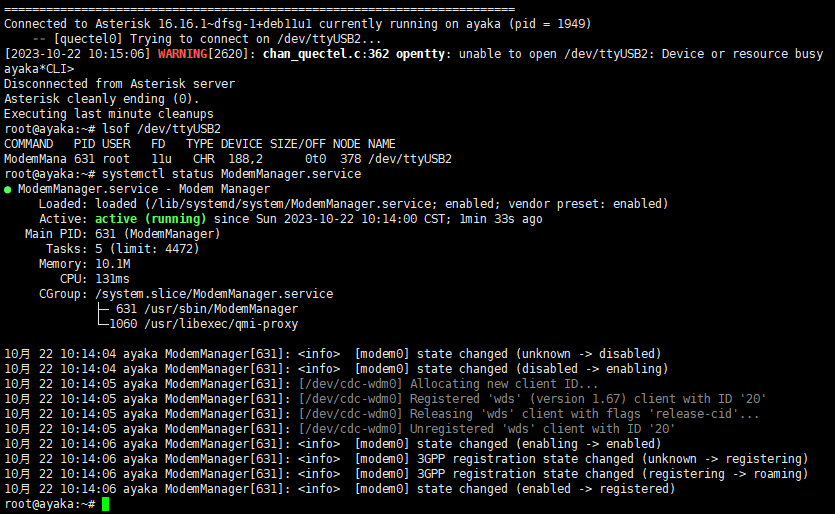 =========================================================================
Connected to Asterisk 16.16.1~dfsg-1+deb11u1 currently running on ayaka (pid = 1949)
    -- [quectel0] Trying to connect on /dev/ttyUSB2...
[2023-10-22 10:15:06] WARNING[2620]: chan_quectel.c:362 opentty: unable to open /dev/ttyUSB2: Device or resource busy
ayaka*CLI>
Disconnected from Asterisk server
Asterisk cleanly ending (0).
Executing last minute cleanups
root@ayaka:~# lsof /dev/ttyUSB2
COMMAND   PID USER   FD   TYPE DEVICE SIZE/OFF NODE NAME
ModemMana 631 root   11u   CHR  188,2      0t0  378 /dev/ttyUSB2
root@ayaka:~# systemctl status ModemManager.service
● ModemManager.service - Modem Manager
     Loaded: loaded (/lib/systemd/system/ModemManager.service; enabled; vendor preset: enabled)
     Active: active (running) since Sun 2023-10-22 10:14:00 CST; 1min 33s ago
   Main PID: 631 (ModemManager)
      Tasks: 5 (limit: 4472)
     Memory: 10.1M
        CPU: 131ms
     CGroup: /system.slice/ModemManager.service
             ├─ 631 /usr/sbin/ModemManager
             └─1060 /usr/libexec/qmi-proxy

10月 22 10:14:04 ayaka ModemManager[631]: <info>  [modem0] state changed (unknown -> disabled)
10月 22 10:14:04 ayaka ModemManager[631]: <info>  [modem0] state changed (disabled -> enabling)
10月 22 10:14:05 ayaka ModemManager[631]: [/dev/cdc-wdm0] Allocating new client ID...
10月 22 10:14:05 ayaka ModemManager[631]: [/dev/cdc-wdm0] Registered 'wds' (version 1.67) client with ID '20'
10月 22 10:14:05 ayaka ModemManager[631]: [/dev/cdc-wdm0] Releasing 'wds' client with flags 'release-cid'...
10月 22 10:14:05 ayaka ModemManager[631]: [/dev/cdc-wdm0] Unregistered 'wds' client with ID '20'
10月 22 10:14:06 ayaka ModemManager[631]: <info>  [modem0] state changed (enabling -> enabled)
10月 22 10:14:06 ayaka ModemManager[631]: <info>  [modem0] 3GPP registration state changed (unknown -> registering)
10月 22 10:14:06 ayaka ModemManager[631]: <info>  [modem0] 3GPP registration state changed (registering -> roaming)
10月 22 10:14:06 ayaka ModemManager[631]: <info>  [modem0] state changed (enabled -> registered)
root@ayaka:~#